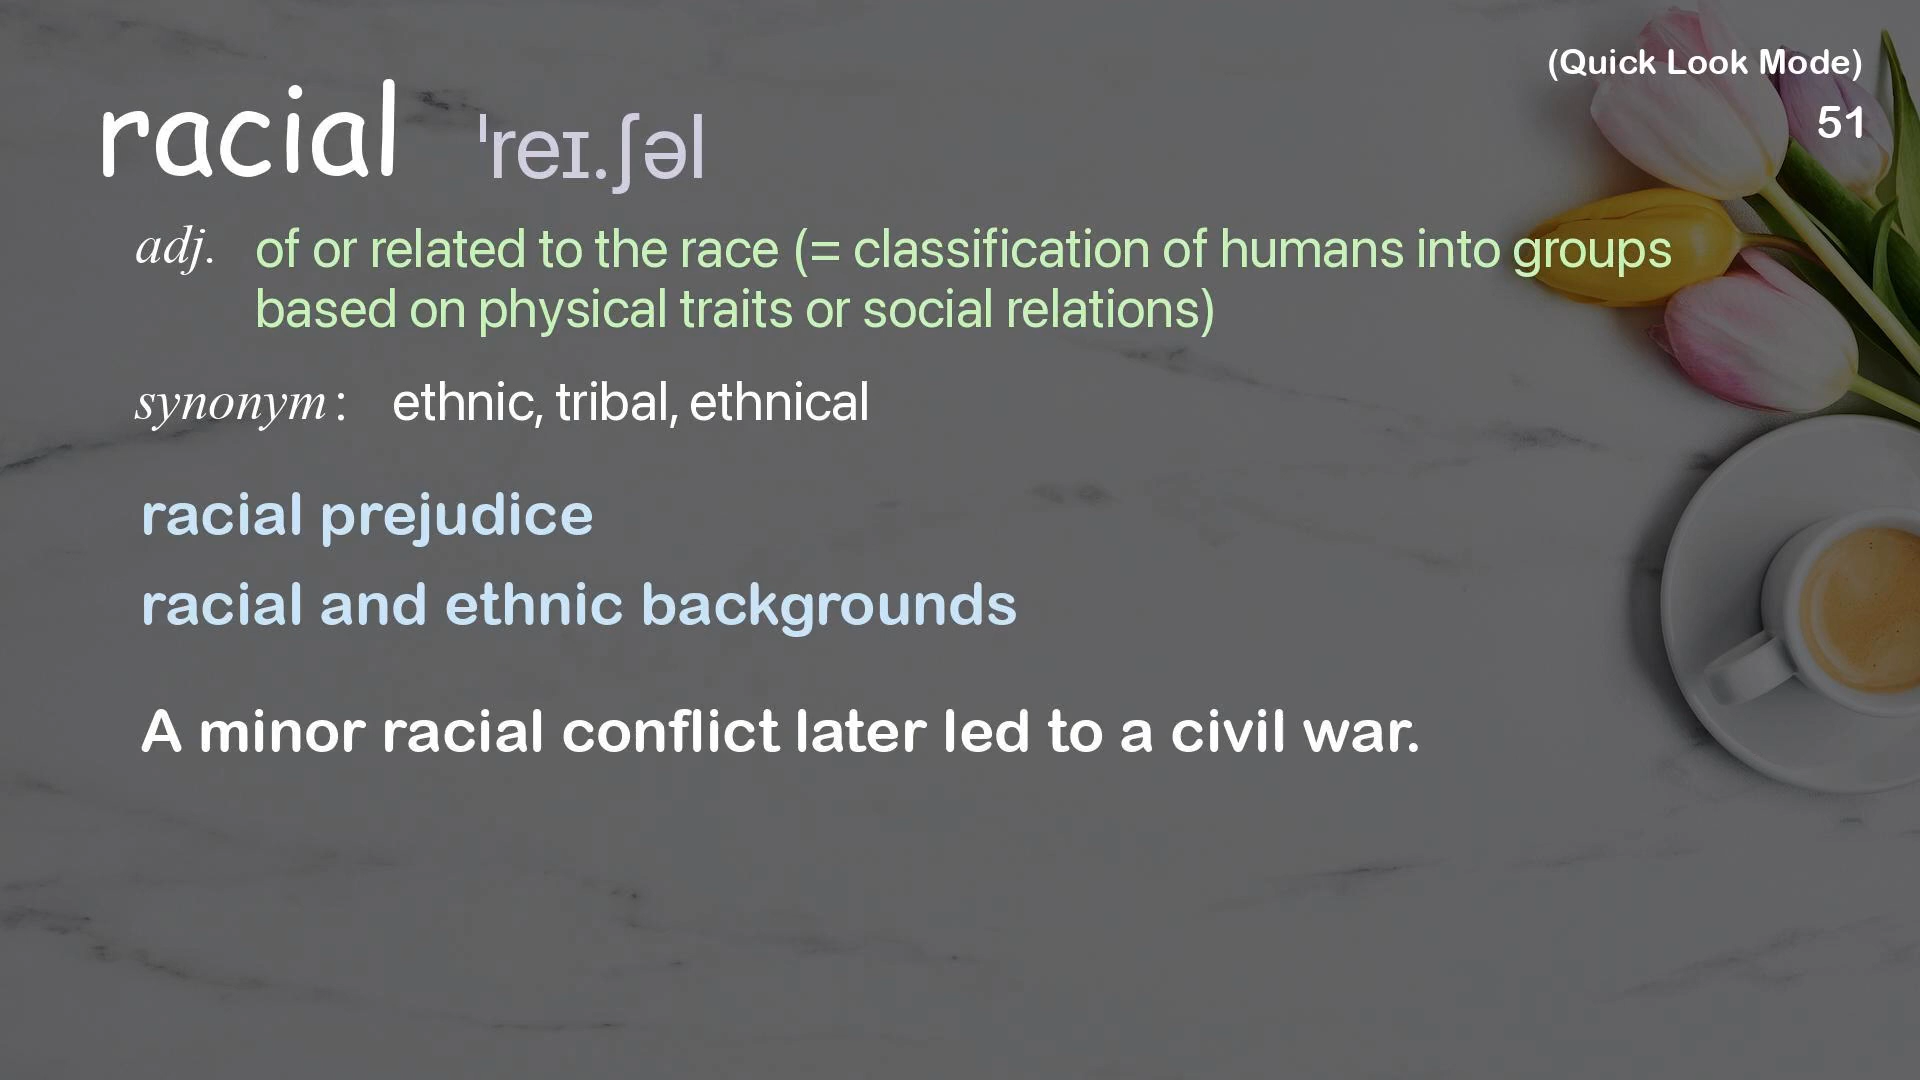 (Quick Look Mode)
51
racial ˈreɪ.ʃəl
adj. of or related to the race (= classification of humans into groups
based on physical traits or social relations)
synonym: ethnic, tribal, ethnical
racial prejudice
racial and ethnic backgrounds
A minor racial conflict later led to a civil war.